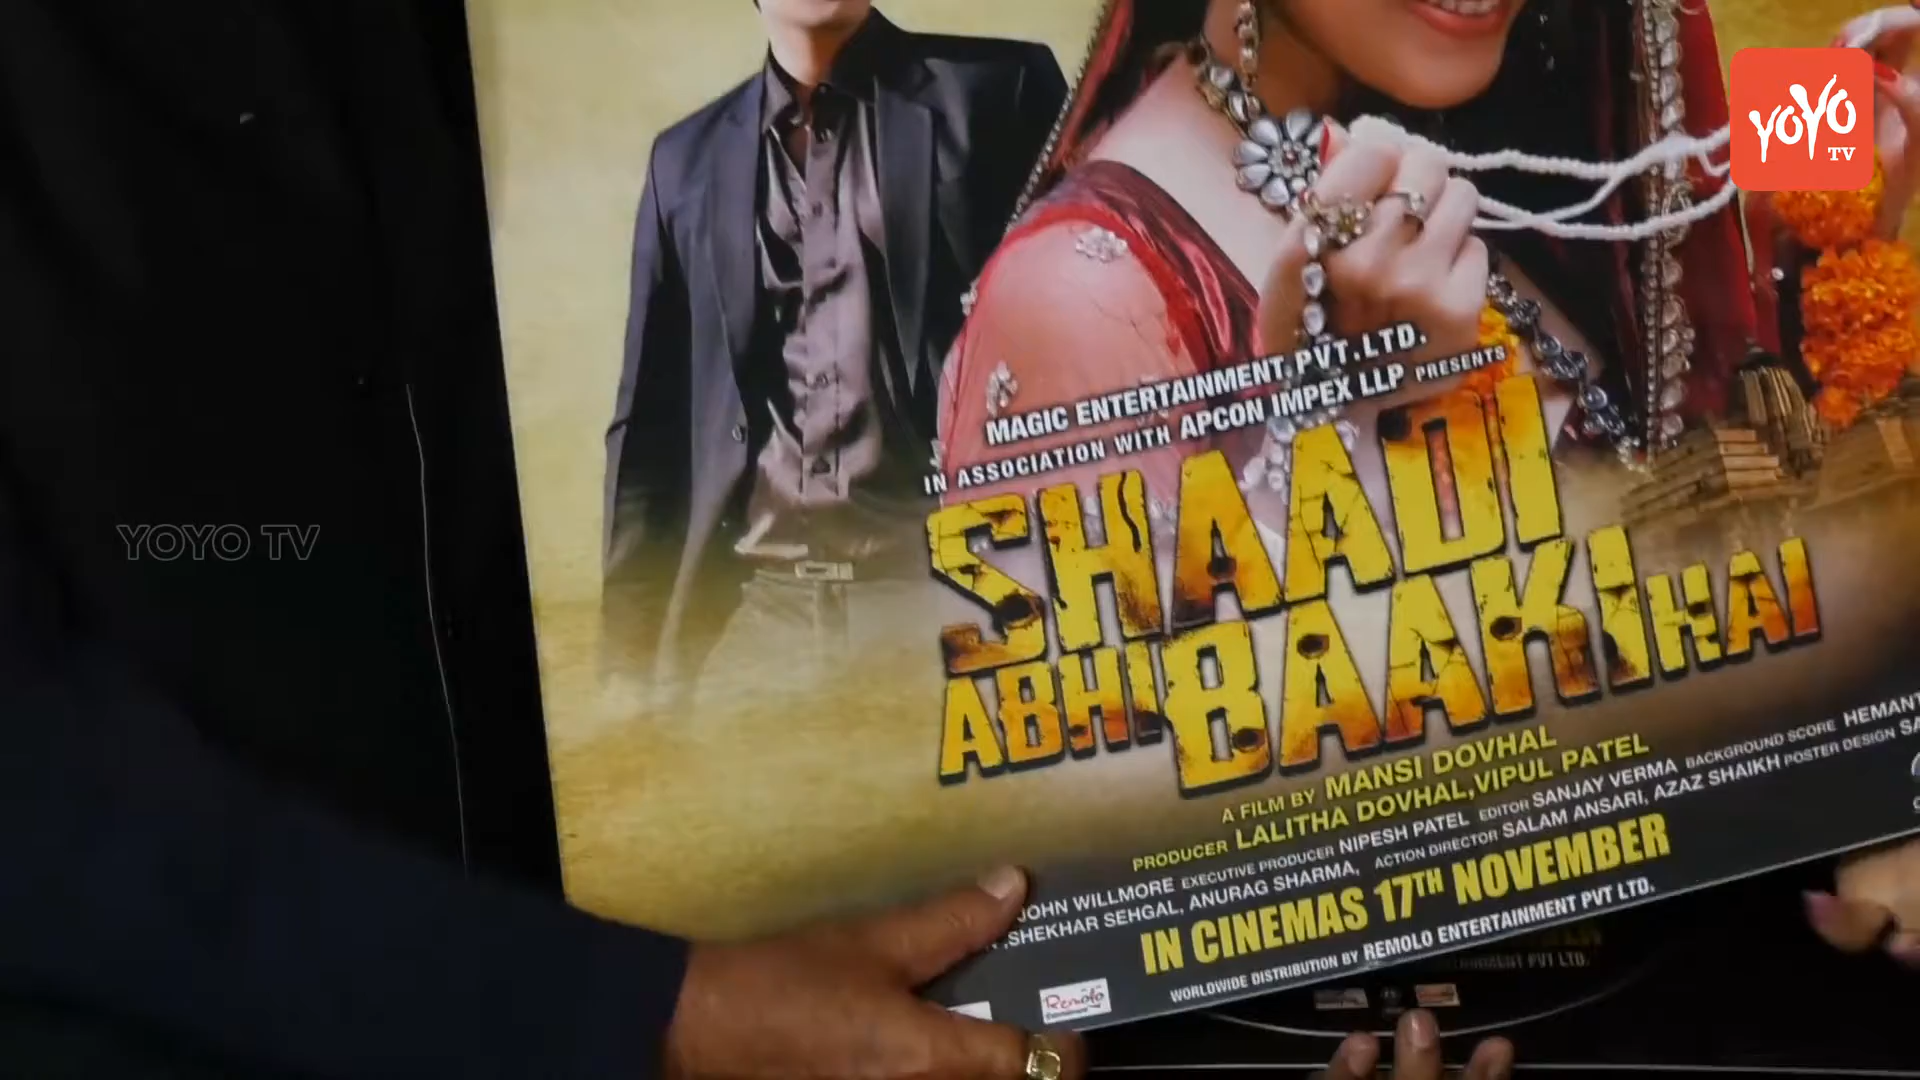 YOYO
TV
YOYO TV
MAGIC ENTERTAINMENT PVT.LTD.
IN ASSOCIATION WITH APCON IMPEX LLP PRESENTS
SHAADI
ABHI BAAKI HAI
A FILM BY MANSI DOVHAL
PRODUCER LALITHA DOVHAL,VIPUL PATEL
JOHN WILLMORE EXECUTIVE PRODUCER NIPESH PATEL EDITOR SANJAY VERMA BACKGROUND SCORE HEMANT
,SHEKHAR SEHGAL, ANURAG SHARMA, ACTION DIRECTOR SALAM ANSARI, AZAZ SHAIKH POSTER DESIGN
IN CINEMAS 17TH NOVEMBER
WORLDWIDE DISTRIBUTION BY REMOLO ENTERTAINMENT PVT LTD.
Remolo
PVT LTD.